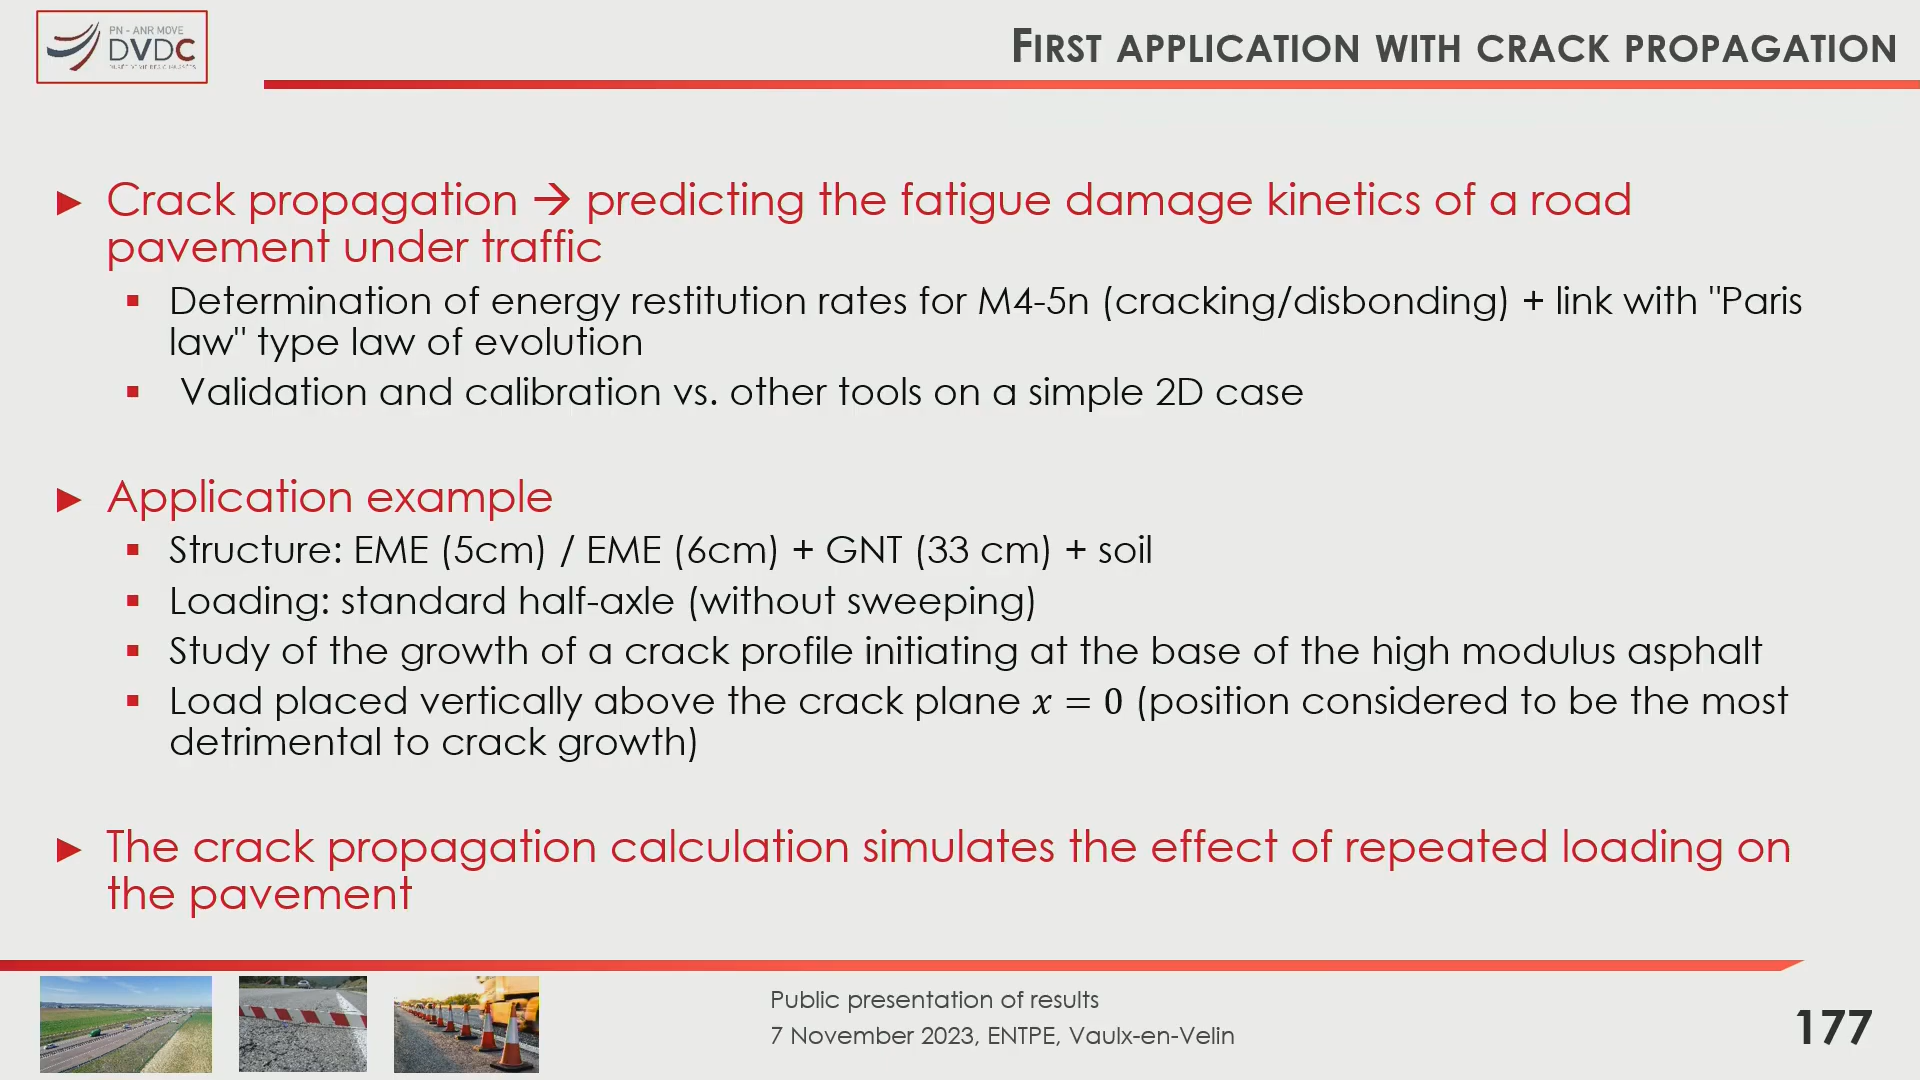 PN - ANR MOVE
DVDC
FIRST APPLICATION WITH CRACK PROPAGATION
► Crack propagation → predicting the fatigue damage kinetics of a road
pavement under traffic
▪ Determination of energy restitution rates for M4-5n (cracking/disbonding) + link with "Paris
law" type law of evolution
▪ Validation and calibration vs. other tools on a simple 2D case
► Application example
▪ Structure: EME (5cm) / EME (6cm) + GNT (33 cm) + soil
▪ Loading: standard half-axle (without sweeping)
▪ Study of the growth of a crack profile initiating at the base of the high modulus asphalt
▪ Load placed vertically above the crack plane x = 0 (position considered to be the most
detrimental to crack growth)
► The crack propagation calculation simulates the effect of repeated loading on
the pavement
Public presentation of results
7 November 2023, ENTPE, Vaulx-en-Velin
177